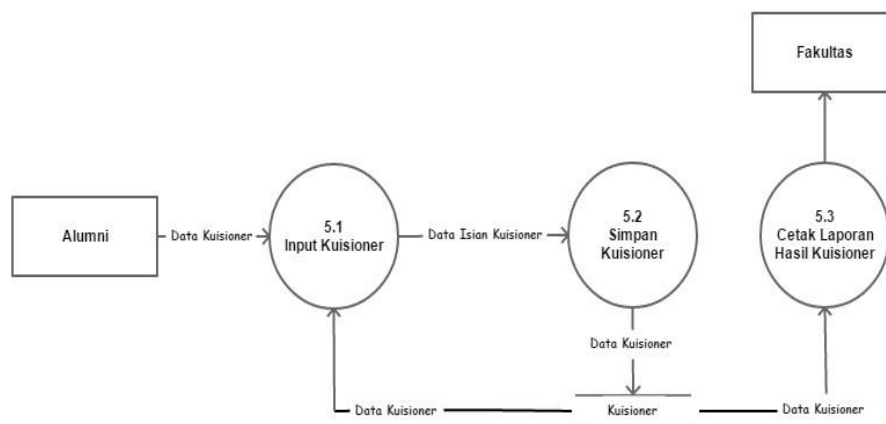 Fakultas
Alumni
Data Kuisioner
5.1
Input Kuisioner
Data Isian Kuisioner
5.2
Simpan
Kuisioner
5.3
Cetak Laporan
Hasil Kuisioner
Data Kuisioner
Data Kuisioner
Kuisioner
Data Kuisioner